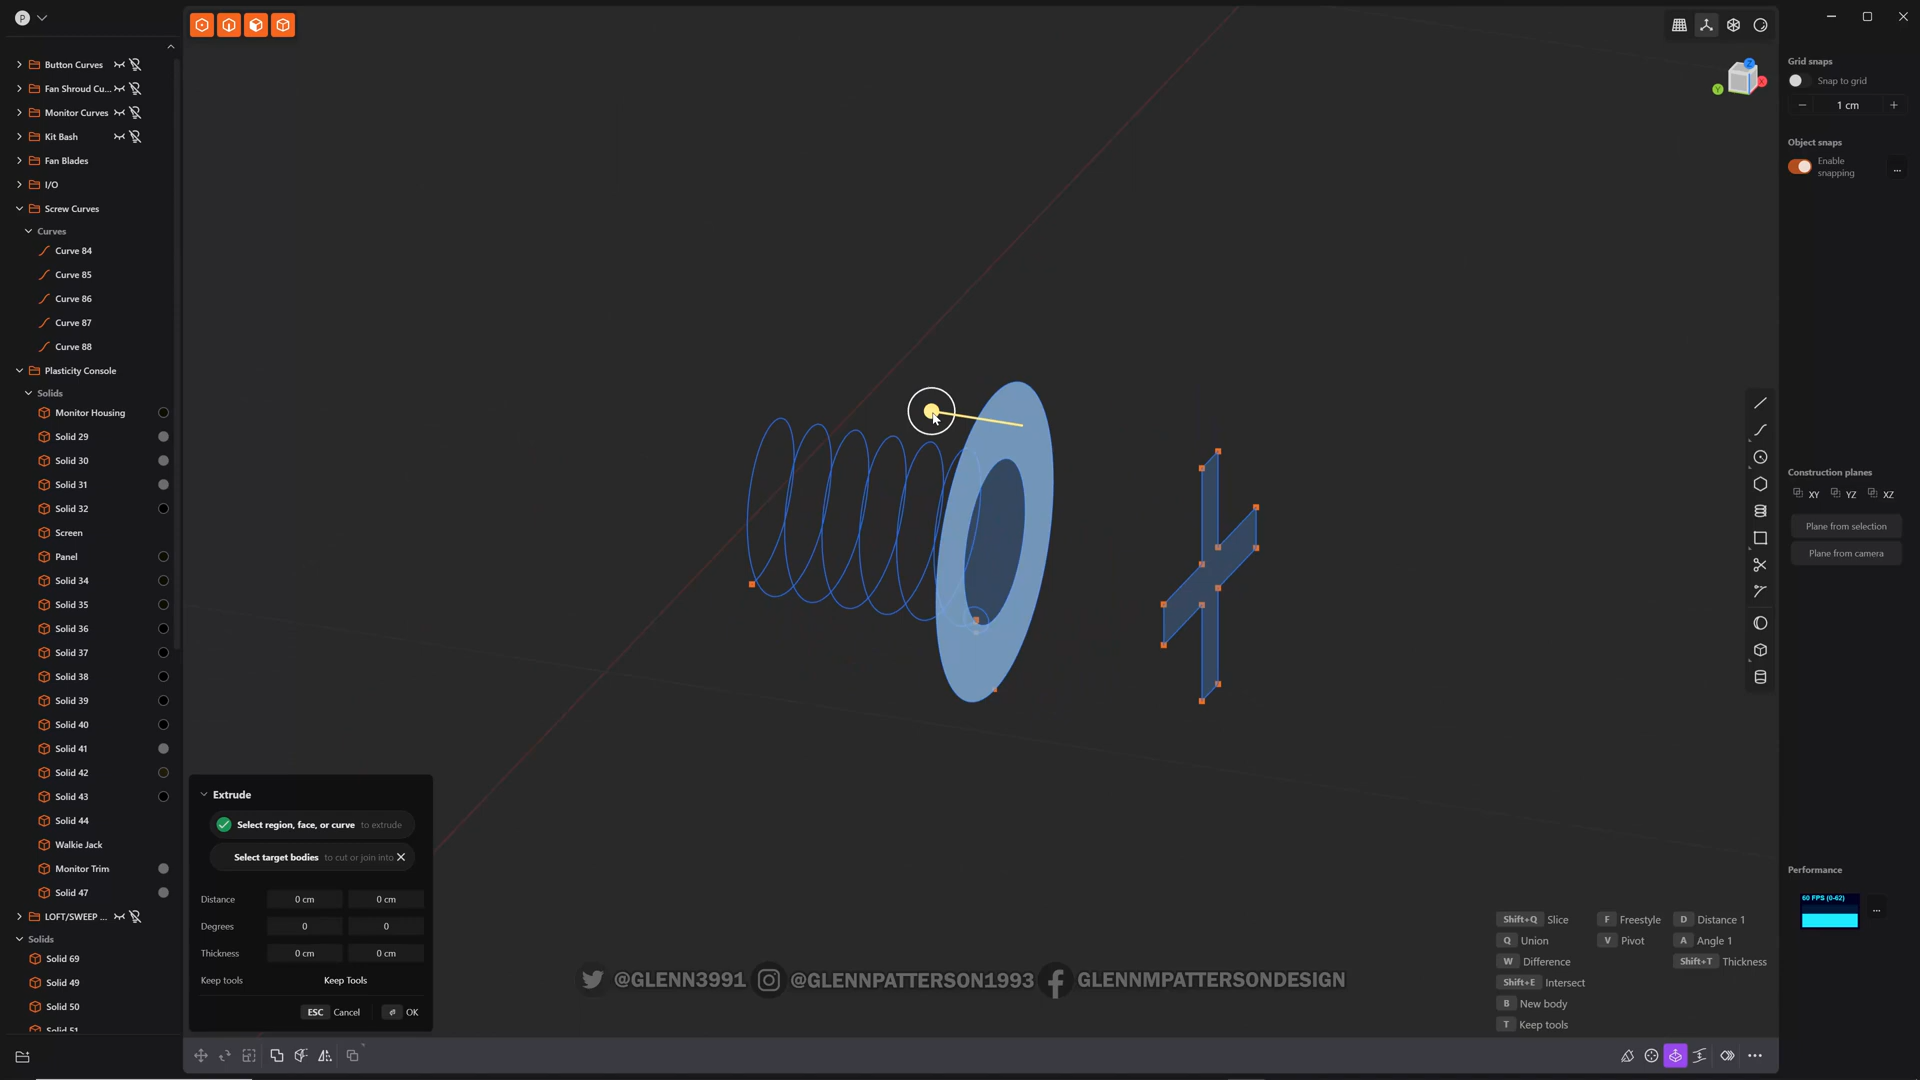 P
Button Curves
Fan Shroud Cu...
Monitor Curves
Kit Bash
Fan Blades
I/O
Screw Curves
Curves
Curve 84
Curve 85
Curve 86
Curve 87
Curve 88
Plasticity Console
Solids
Monitor Housing
Solid 29
Solid 30
Solid 31
Solid 32
Screen
Panel
Solid 34
Solid 35
Solid 36
Solid 37
Solid 38
Solid 39
Solid 40
Solid 41
Solid 42
Solid 43
Solid 44
Walkie Jack
Monitor Trim
Solid 47
LOFT/SWEEP ...
Solids
Solid 69
Solid 49
Solid 50
Solid 51
Extrude
Select region, face, or curve to extrude
Select target bodies to cut or join into
Distance 0 cm 0 cm
Degrees 0 0
Thickness 0 cm 0 cm
Keep tools Keep Tools
ESC Cancel OK
@GLENN3991 @GLENNPATTERSON1993 GLENNMPATTERSONDESIGN
Shift+Q Slice F Freestyle D Distance 1
Q Union V Pivot A Angle 1
W Difference Shift+T Thickness
Shift+E Intersect
B New body
T Keep tools
Z
X
Y
Grid snaps
Snap to grid
1 cm
Object snaps
Enable
snapping
...
Construction planes
XY YZ XZ
Plane from selection
Plane from camera
Performance
60 FPS (0-62)
...